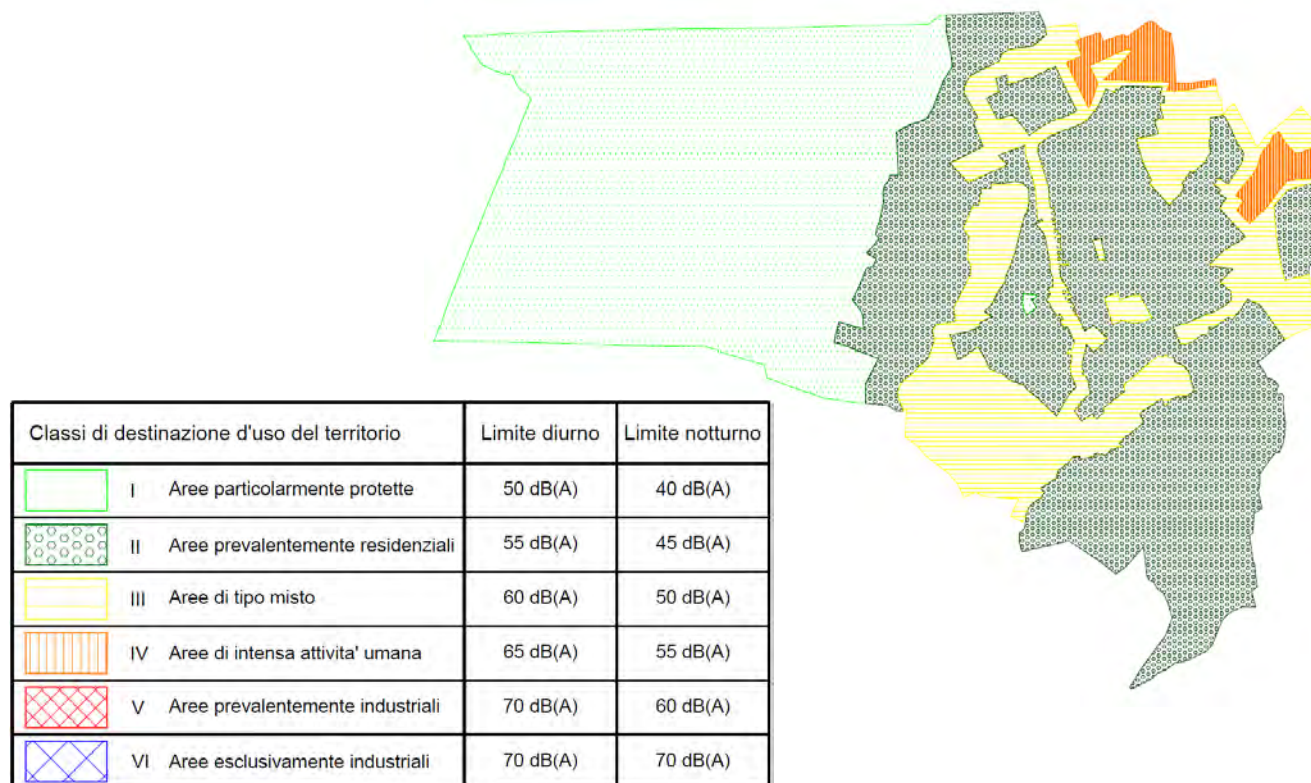 Classi di destinazione d'uso del territorio Limite diurno Limite notturno
I Aree particolarmente protette 50 dB(A) 40 dB(A)
II Aree prevalentemente residenziali 55 dB(A) 45 dB(A)
III Aree di tipo misto 60 dB(A) 50 dB(A)
IV Aree di intensa attivita' umana 65 dB(A) 55 dB(A)
V Aree prevalentemente industriali 70 dB(A) 60 dB(A)
VI Aree esclusivamente industriali 70 dB(A) 70 dB(A)